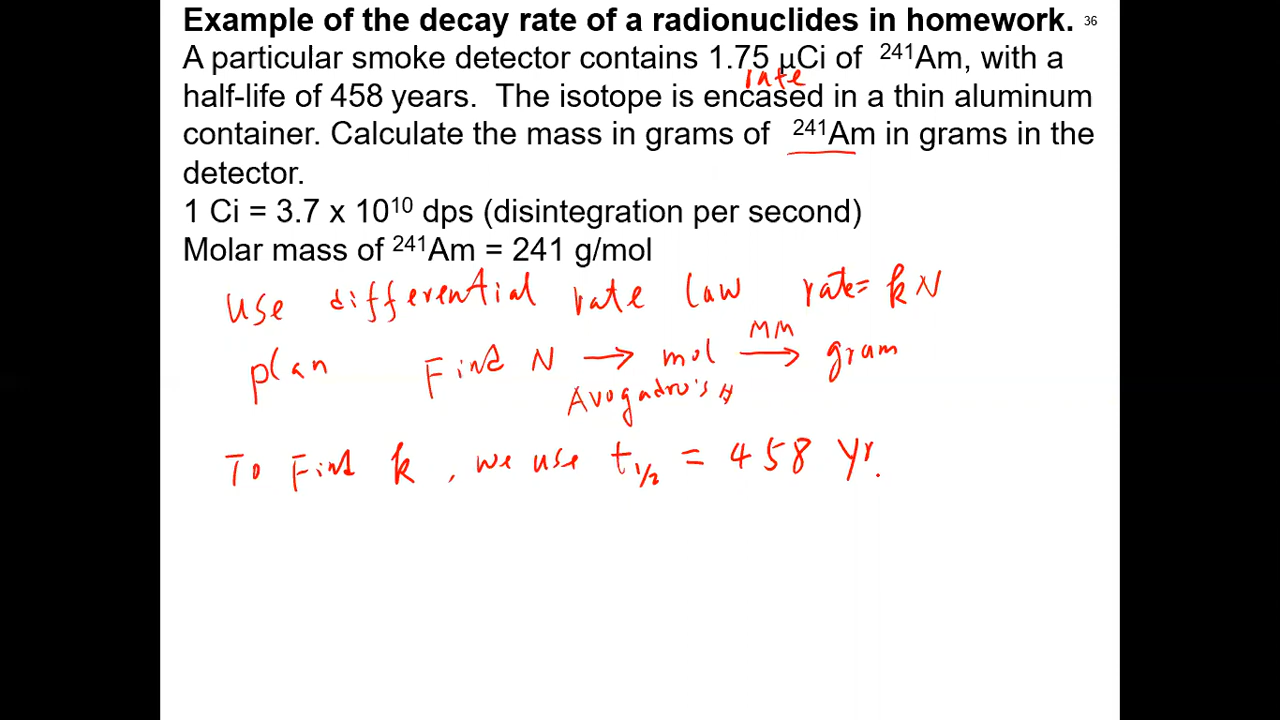 Example of the decay rate of a radionuclides in homework. 36
A particular smoke detector contains 1.75 μCi of ²⁴¹Am, with a
rate
half-life of 458 years. The isotope is encased in a thin aluminum
container. Calculate the mass in grams of ²⁴¹Am in grams in the
detector.
1 Ci = 3.7 x 10¹⁰ dps (disintegration per second)
Molar mass of ²⁴¹Am = 241 g/mol
Use differential rate law rate = kN
MM
plan Find N → mol → gram
Avogadro's #
To Find k, we use t1/2 = 458 yr.